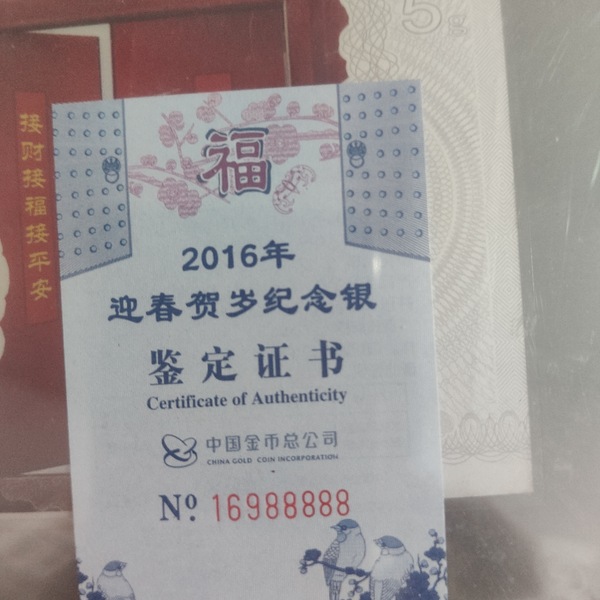 5g
接财接福接平安
福
2016年
迎春贺岁纪念银
鉴定证书
Certificate of Authenticity
中国金币总公司
CHINA GOLD COIN INCORPORATION
Nº 16988888